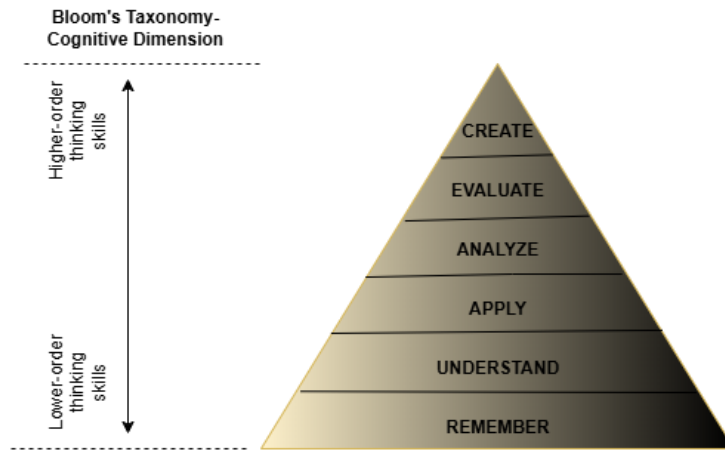 Bloom's Taxonomy-
Cognitive Dimension
Higher-order
thinking
skills
Lower-order
thinking
skills
CREATE
EVALUATE
ANALYZE
APPLY
UNDERSTAND
REMEMBER